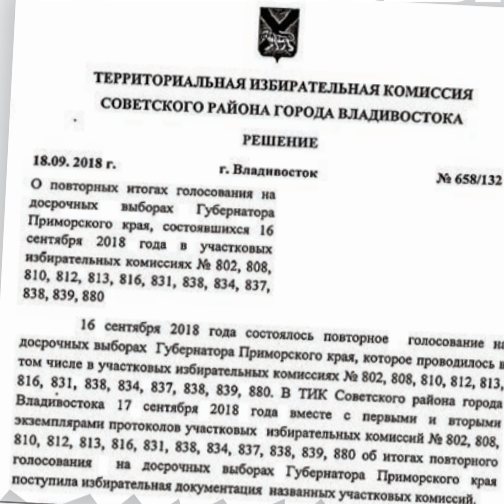 ТЕРРИТОРИАЛЬНАЯ ИЗБИРАТЕЛЬНАЯ КОМИССИЯ
СОВЕТСКОГО РАЙОНА ГОРОДА ВЛАДИВОСТОКА
РЕШЕНИЕ
18.09. 2018 г. г. Владивосток № 658/132
О повторных итогах голосования на
досрочных выборах Губернатора
Приморского края, состоявшихся 16
сентября 2018 года в участковых
избирательных комиссиях № 802, 808,
810, 812, 813, 816, 831, 838, 834, 837,
838, 839, 880
16 сентября 2018 года состоялось повторное голосование на
досрочных выборах Губернатора Приморского края, которое проводилось в
том числе в участковых избирательных комиссиях № 802, 808, 810, 812, 813,
816, 831, 838, 834, 837, 838, 839, 880. В ТИК Советского района города
Владивостока 17 сентября 2018 года вместе с первыми и вторыми
экземплярами протоколов участковых избирательных комиссий № 802, 808,
810, 812, 813, 816, 831, 838, 834, 837, 838, 839, 880 об итогах повторного
голосования на досрочных выборах Губернатора Приморского края
поступила избирательная документация названных участковых комиссий.